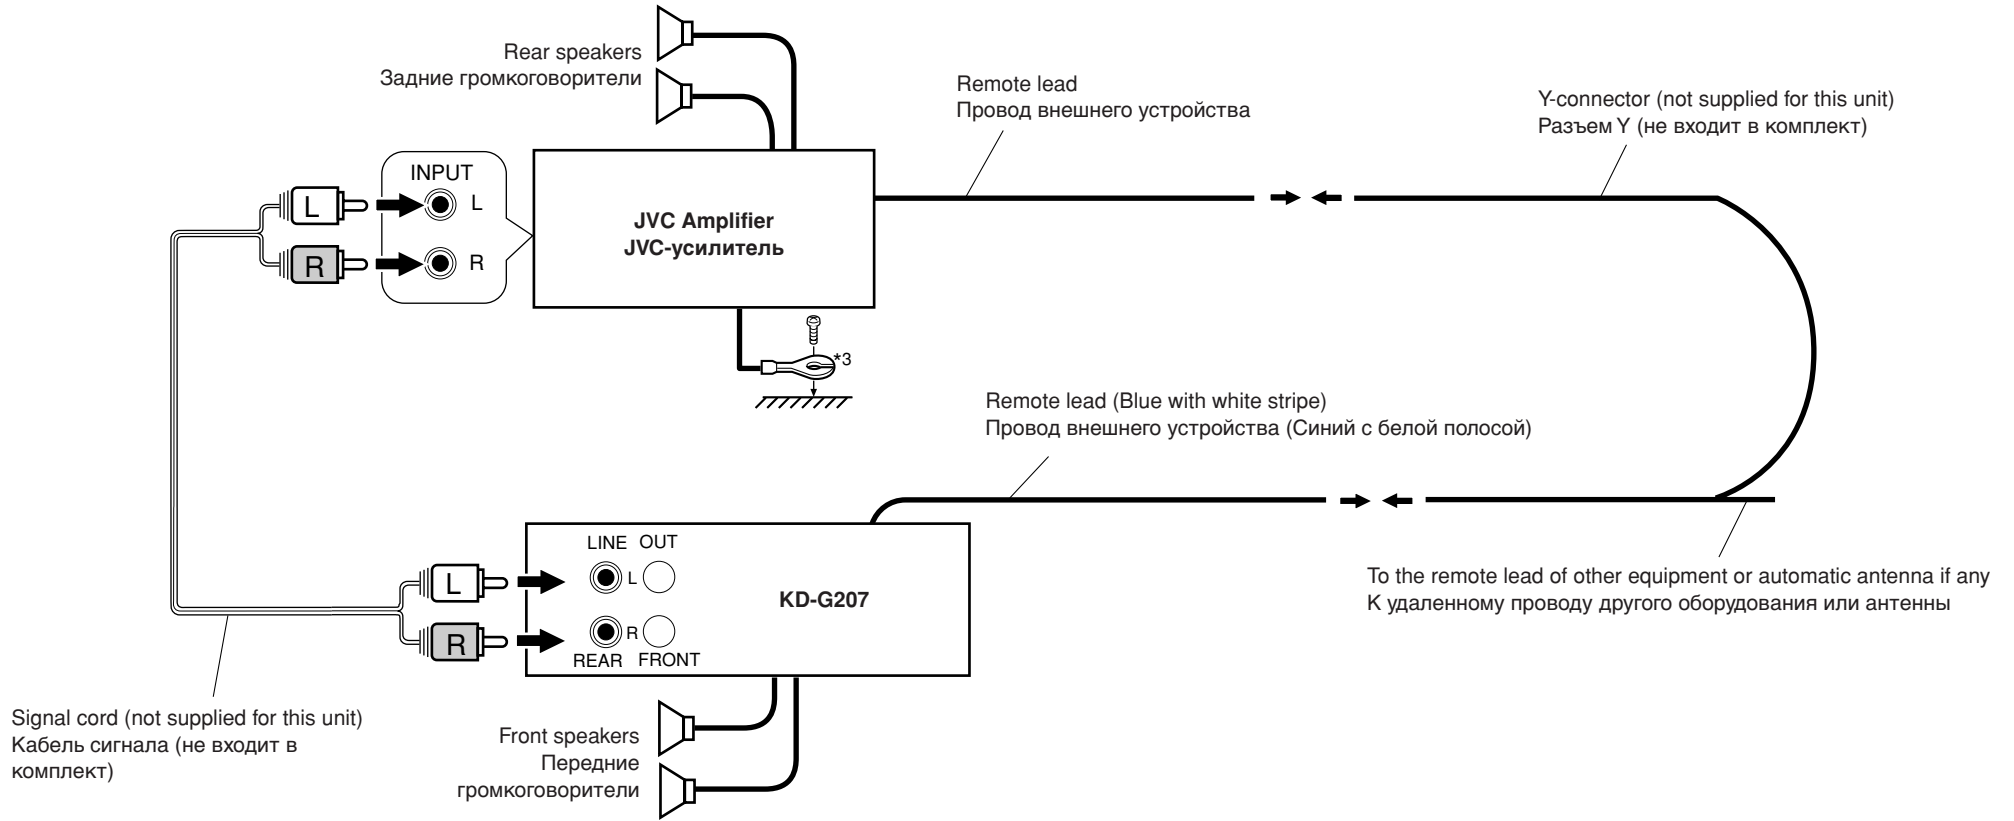 Rear speakers
Задние громкоговорители
Remote lead
Провод внешнего устройства
Y-connector (not supplied for this unit)
Разъем Y (не входит в комплект)
INPUT
L
L
R
R
JVC Amplifier
JVC-усилитель
*3
Remote lead (Blue with white stripe)
Провод внешнего устройства (Синий с белой полосой)
LINE OUT
L
L
R
R
REAR FRONT
KD-G207
To the remote lead of other equipment or automatic antenna if any
К удаленному проводу другого оборудования или антенны
Signal cord (not supplied for this unit)
Кабель сигнала (не входит в
комплект)
Front speakers
Передние
громкоговорители